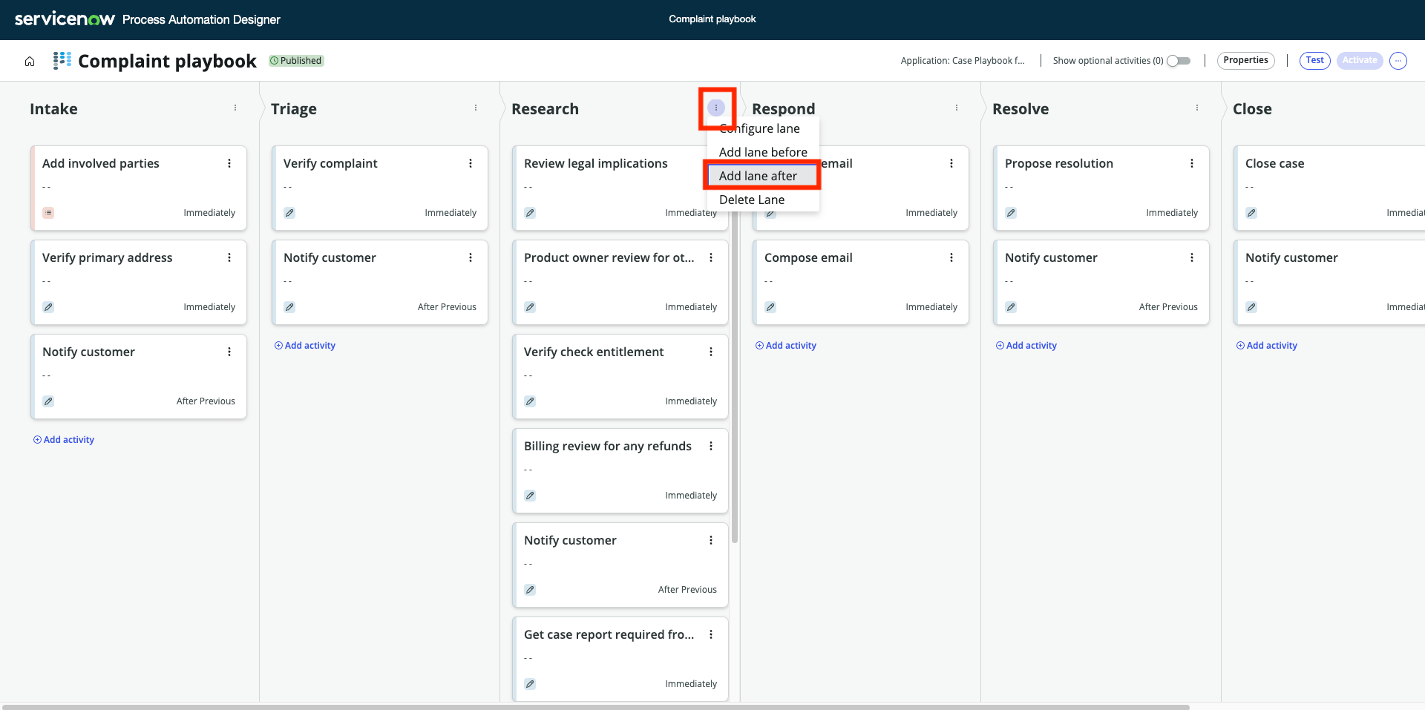 servicenow Process Automation Designer
Complaint playbook
Complaint playbook
Published
Application: Case Playbook f...
Show optional activities (0)
Properties
Test
Activate
Intake
Add involved parties
--
Immediately
Verify primary address
--
Immediately
Notify customer
--
After Previous
Add activity
Triage
Verify complaint
--
Immediately
Notify customer
--
After Previous
Add activity
Research
Review legal implications
--
Immediately
Product owner review for ot...
--
Immediately
Verify check entitlement
--
Immediately
Billing review for any refunds
--
Immediately
Notify customer
--
After Previous
Get case report required fro...
--
Immediately
Configure lane
Add lane before
Add lane after
Delete Lane
Respond
email
Immediately
Compose email
--
Immediately
Add activity
Resolve
Propose resolution
--
Immediately
Notify customer
--
After Previous
Add activity
Close
Close case
--
Immedia
Notify customer
--
Immedia
Add activity